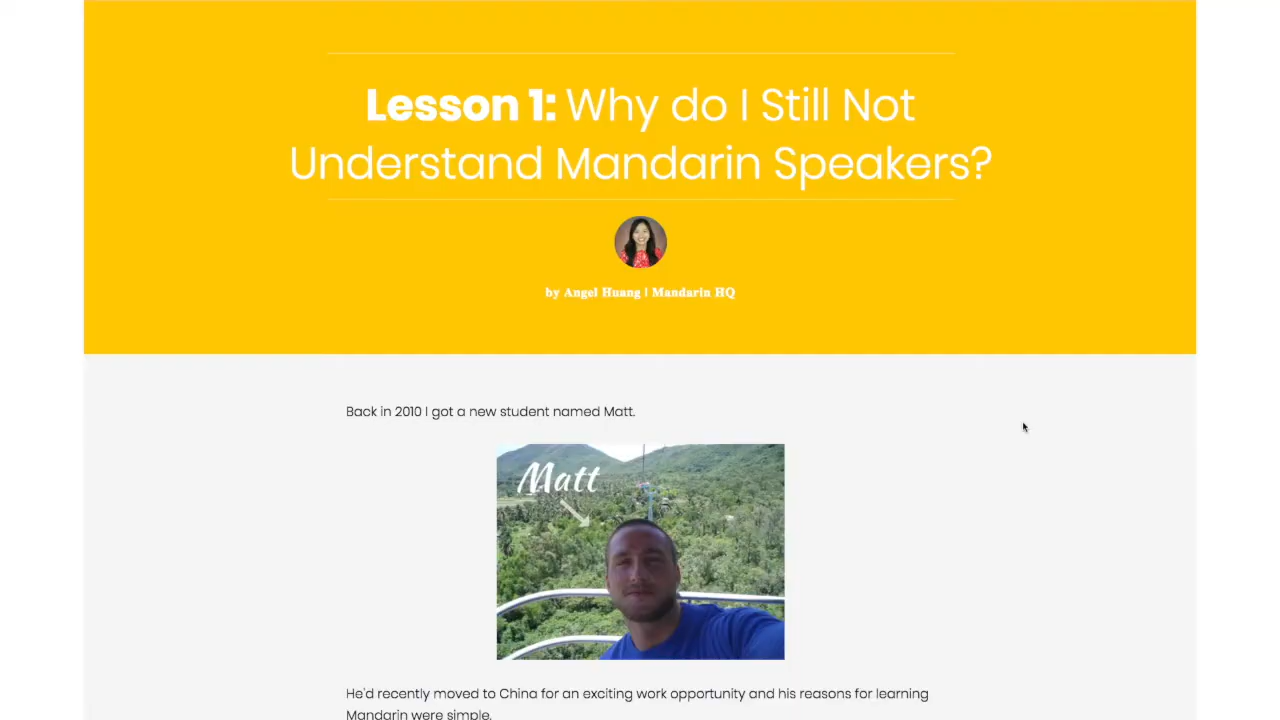 Lesson 1: Why do I Still Not
Understand Mandarin Speakers?
by Angel Huang | Mandarin HQ
Back in 2010 I got a new student named Matt.
Matt
He'd recently moved to China for an exciting work opportunity and his reasons for learning
Mandarin were simple.